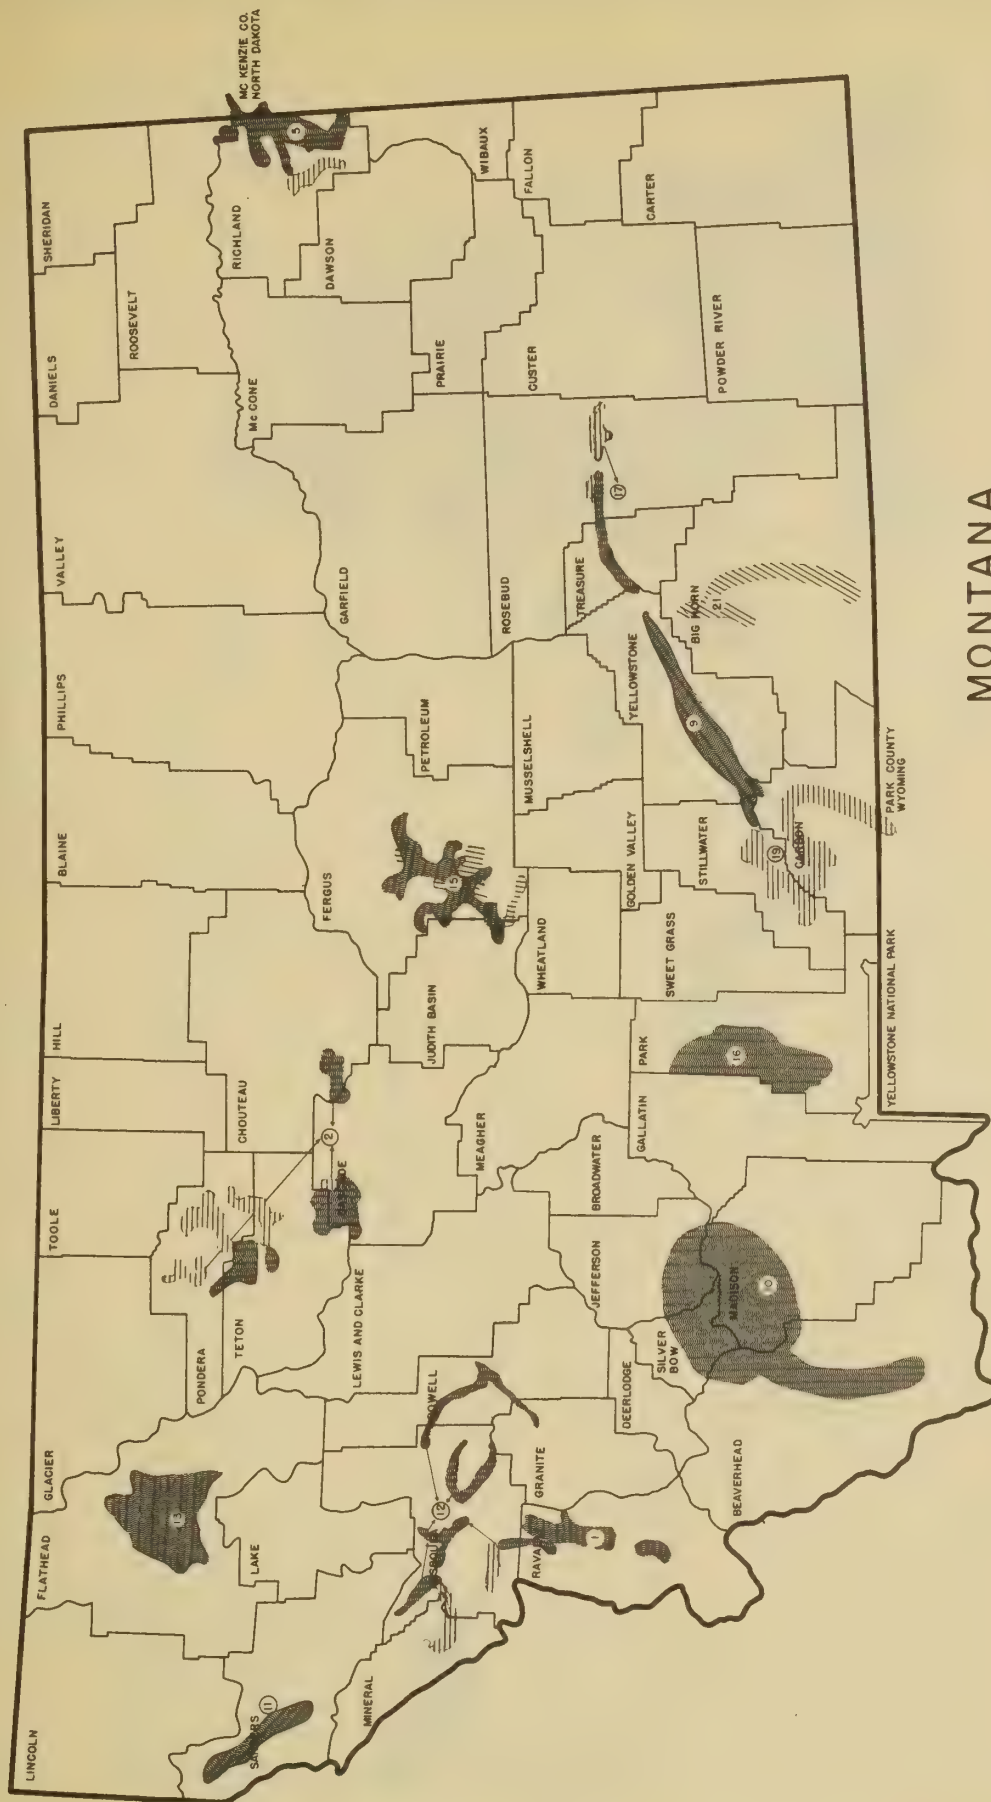 LINCOLN
FLATHEAD
GLACIER
TOOLE
LIBERTY
HILL
BLAINE
PHILLIPS
VALLEY
DANIELS
SHERIDAN
ROOSEVELT
MC KENZIE CO.
NORTH DAKOTA
PONDERA
TETON
CHOUTEAU
McCONE
RICHLAND
5
13
11
SANDERS
LAKE
LEWIS AND CLARKE
2
FERGUS
GARFIELD
DAWSON
MINERAL
12
POWELL
JUDITH BASIN
15
PETROLEUM
PRAIRIE
WIBAUX
MEAGHER
GRANITE
1
WHEATLAND
MUSSELSHELL
ROSEBUD
CUSTER
FALLON
JEFFERSON
BROADWATER
DEERLODGE
SILVER
BOW
GALLATIN
PARK
GOLDEN VALLEY
SWEET GRASS
STILLWATER
YELLOWSTONE
TREASURE
17
CARTER
POWDER RIVER
BEAVERHEAD
MADISON
10
16
9
BIG HORN
21
19
CARBON
YELLOWSTONE NATIONAL PARK
PARK COUNTY
WYOMING
MONTANA